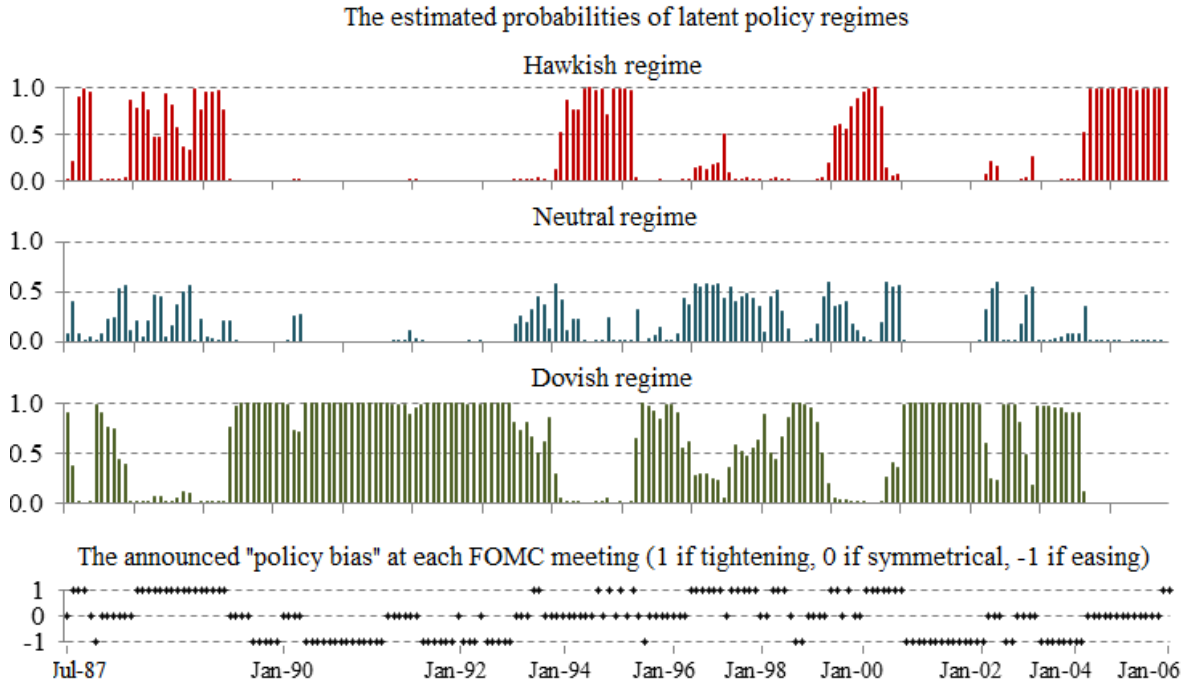 The estimated probabilities of latent policy regimes
Hawkish regime
1.0
0.5
0.0
Neutral regime
1.0
0.5
0.0
Dovish regime
1.0
0.5
0.0
The announced "policy bias" at each FOMC meeting (1 if tightening, 0 if symmetrical, -1 if easing)
1
0
-1
Jul-87 Jan-90 Jan-92 Jan-94 Jan-96 Jan-98 Jan-00 Jan-02 Jan-04 Jan-06